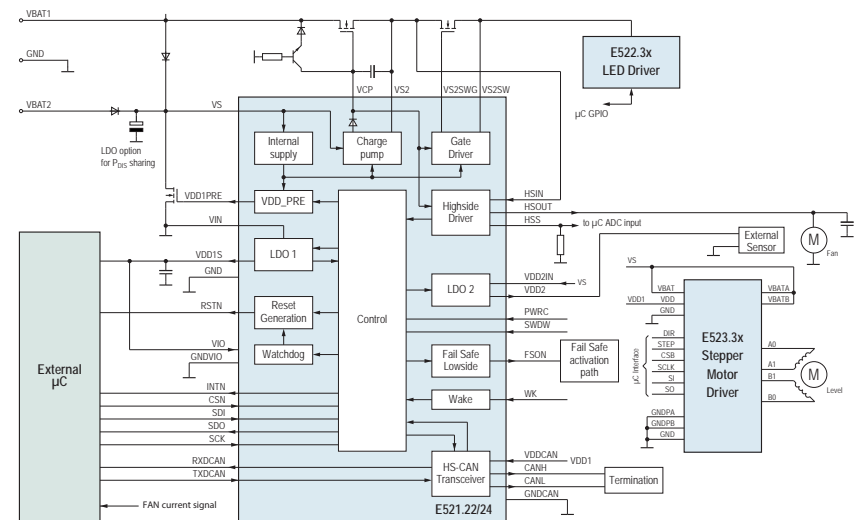 VBAT1
GND
VBAT2
LDO option
for PDIS sharing
VS
VCP
VS2
VS2SWG
VS2SW
E522.3x
LED Driver
µC GPIO
Internal
supply
Charge
pump
Gate
Driver
VDD1PRE
VDD_PRE
Highside
Driver
HSIN
HSOUT
HSS
to µC ADC input
External
Sensor
M
Fan
VIN
VDD1S
LDO 1
GND
LDO 2
VDD2IN
VS
VDD2
RSTN
Reset
Generation
Control
PWRC
SWDW
VIO
GNDVIO
Watchdog
Fail Safe
Lowside
FSON
Fail Safe
activation
path
External
µC
INTN
CSN
SDI
SDO
SCK
Wake
WK
RXDCAN
TXDCAN
HS-CAN
Transceiver
VDDCAN
VDD1
CANH
CANL
GNDCAN
Termination
FAN current signal
E521.22/24
VS
VBAT
VDD1
VDD
GND
VBATA
VBATB
µC Interface
DIR
STEP
CSB
SCLK
SI
SO
E523.3x
Stepper
Motor
Driver
A0
A1
B1
B0
M
Level
GNDPA
GNDPB
GND